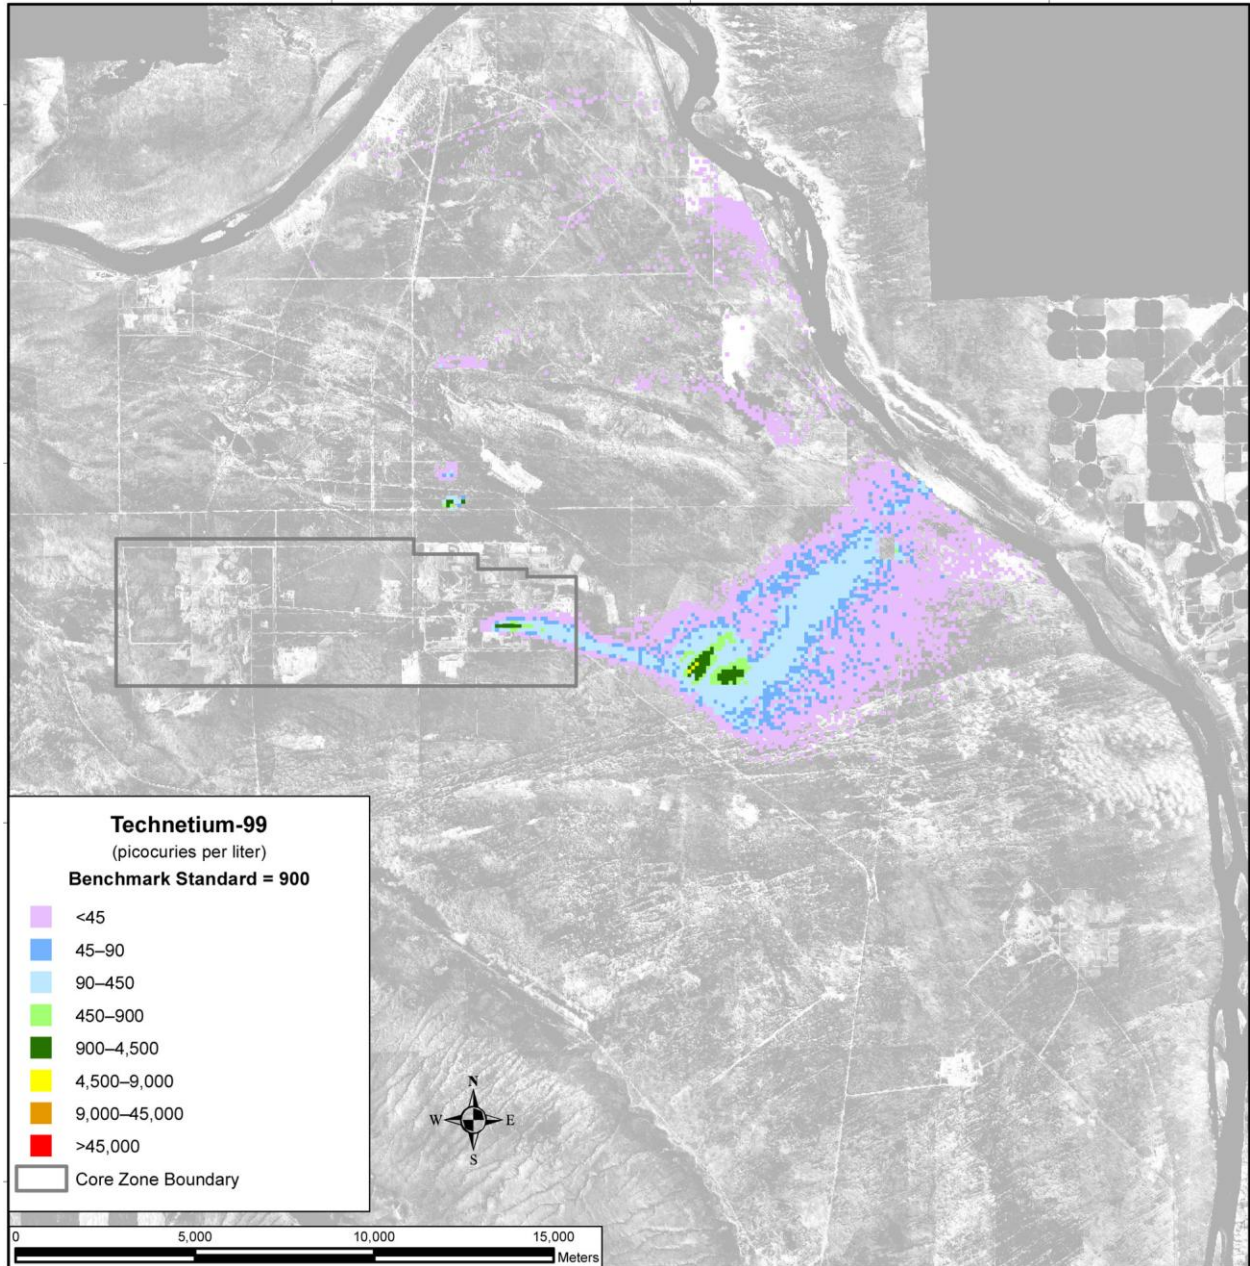 Technetium-99
(picocuries per liter)
Benchmark Standard = 900
<45
45–90
90–450
450–900
900–4,500
4,500–9,000
9,000–45,000
>45,000
Core Zone Boundary
N
W E
S
0 5,000 10,000 15,000
Meters